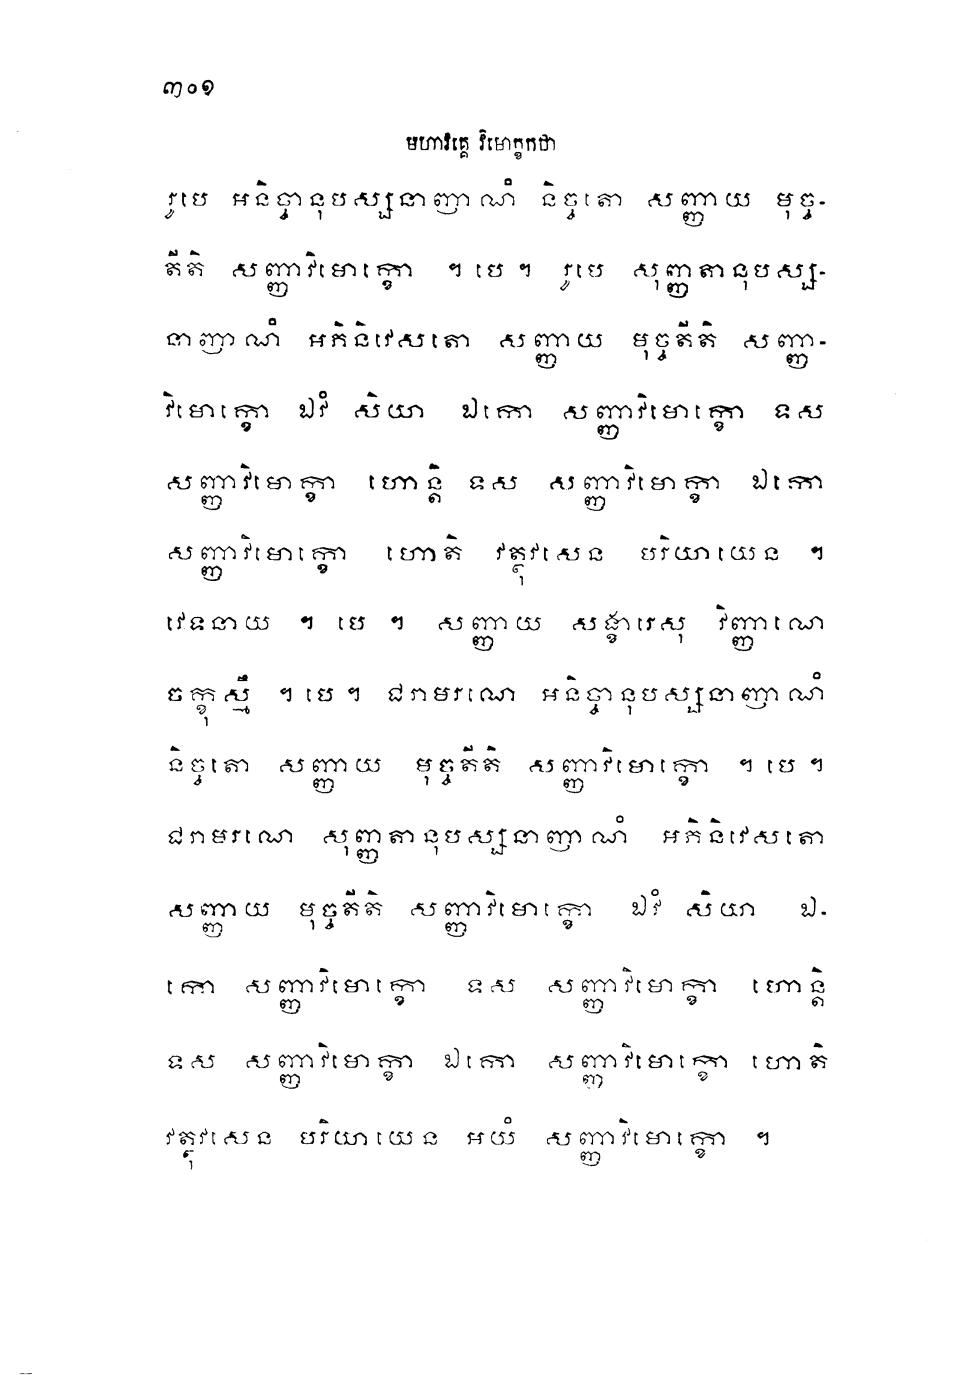 ៣០១
មហាវគ្គេ វិមោក្ខកថា
រូបេ អនិច្ចានុបស្សនាញាណំ និច្ចតោ សញ្ញាយ មុច្ច-
តីតិ សញ្ញាវិមោក្ខោ ។ បេ ។ រូបេ សុញ្ញតានុបស្ស-
នាញាណំ អភិនិវេសតោ សញ្ញាយ មុច្ចតីតិ សញ្ញា-
វិមោក្ខោ ឯវំ សិយា ឯកោ សញ្ញាវិមោក្ខោ ទស
សញ្ញាវិមោក្ខា ហោន្តិ ទស សញ្ញាវិមោក្ខា ឯកោ
សញ្ញាវិមោក្ខោ ហោតិ វត្ថុវសេន បរិយាយេន ។
វេទនាយ ។ បេ ។ សញ្ញាយ សង្ខារេសុ វិញ្ញាណេ
ចក្ខុស្មឹ ។ បេ ។ ជរាមរណេ អនិច្ចានុបស្សនាញាណំ
និច្ចតោ សញ្ញាយ មុច្ចតីតិ សញ្ញាវិមោក្ខោ ។ បេ ។
ជរាមរណេ សុញ្ញតានុបស្សនាញាណំ អភិនិវេសតោ
សញ្ញាយ មុច្ចតីតិ សញ្ញាវិមោក្ខោ ឯវំ សិយា ឯ-
កោ សញ្ញាវិមោក្ខោ ទស សញ្ញាវិមោក្ខា ហោន្តិ
ទស សញ្ញាវិមោក្ខា ឯកោ សញ្ញាវិមោក្ខោ ហោតិ
វត្ថុវសេន បរិយាយេន អយំ សញ្ញាវិមោក្ខោ ។